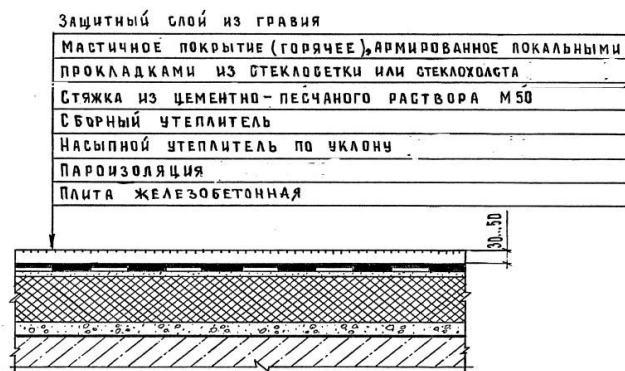 Защитный слой из гравия
Мастичное покрытие (горячее), армированное локальными
прокладками из стеклосетки или стеклохолста
Стяжка из цементно-песчаного раствора М50
Сборный утеплитель
Насыпной утеплитель по уклону
Пароизоляция
Плита железобетонная
30...50